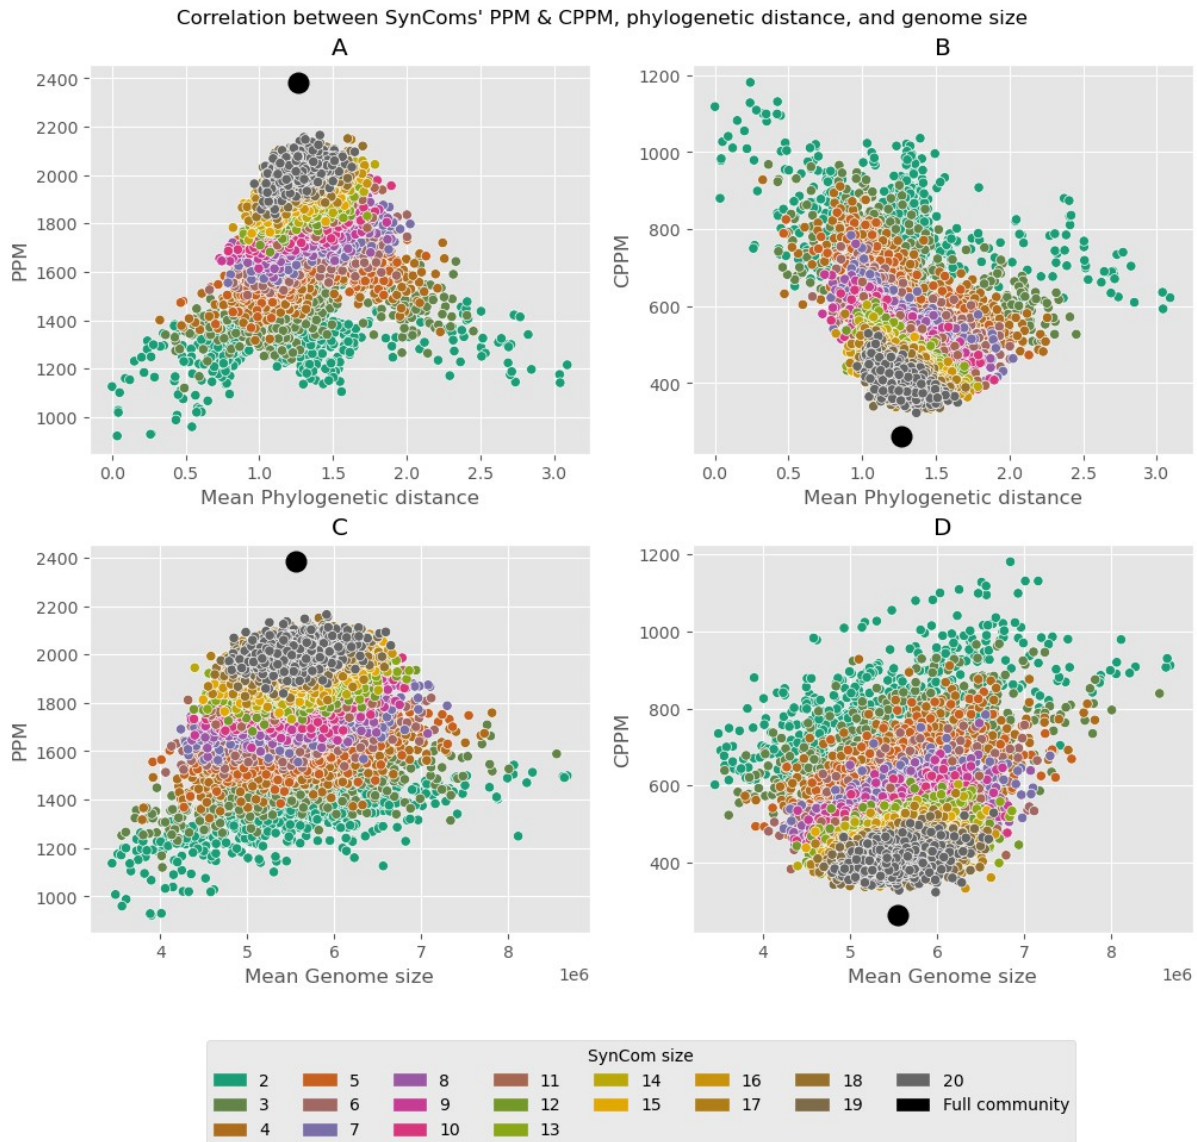 Correlation between SynComs' PPM & CPPM, phylogenetic distance, and genome size
A
2400
2200
2000
1800
1600
1400
1200
1000
PPM
0.0 0.5 1.0 1.5 2.0 2.5 3.0
Mean Phylogenetic distance
B
1200
1000
800
600
400
CPPM
0.0 0.5 1.0 1.5 2.0 2.5 3.0
Mean Phylogenetic distance
C
2400
2200
2000
1800
1600
1400
1200
1000
PPM
4 5 6 7 8
1e6
Mean Genome size
D
1200
1000
800
600
400
CPPM
4 5 6 7 8
1e6
Mean Genome size
SynCom size
2 5 8 11 14 16 18 20
3 6 9 12 15 17 19 Full community
4 7 10 13